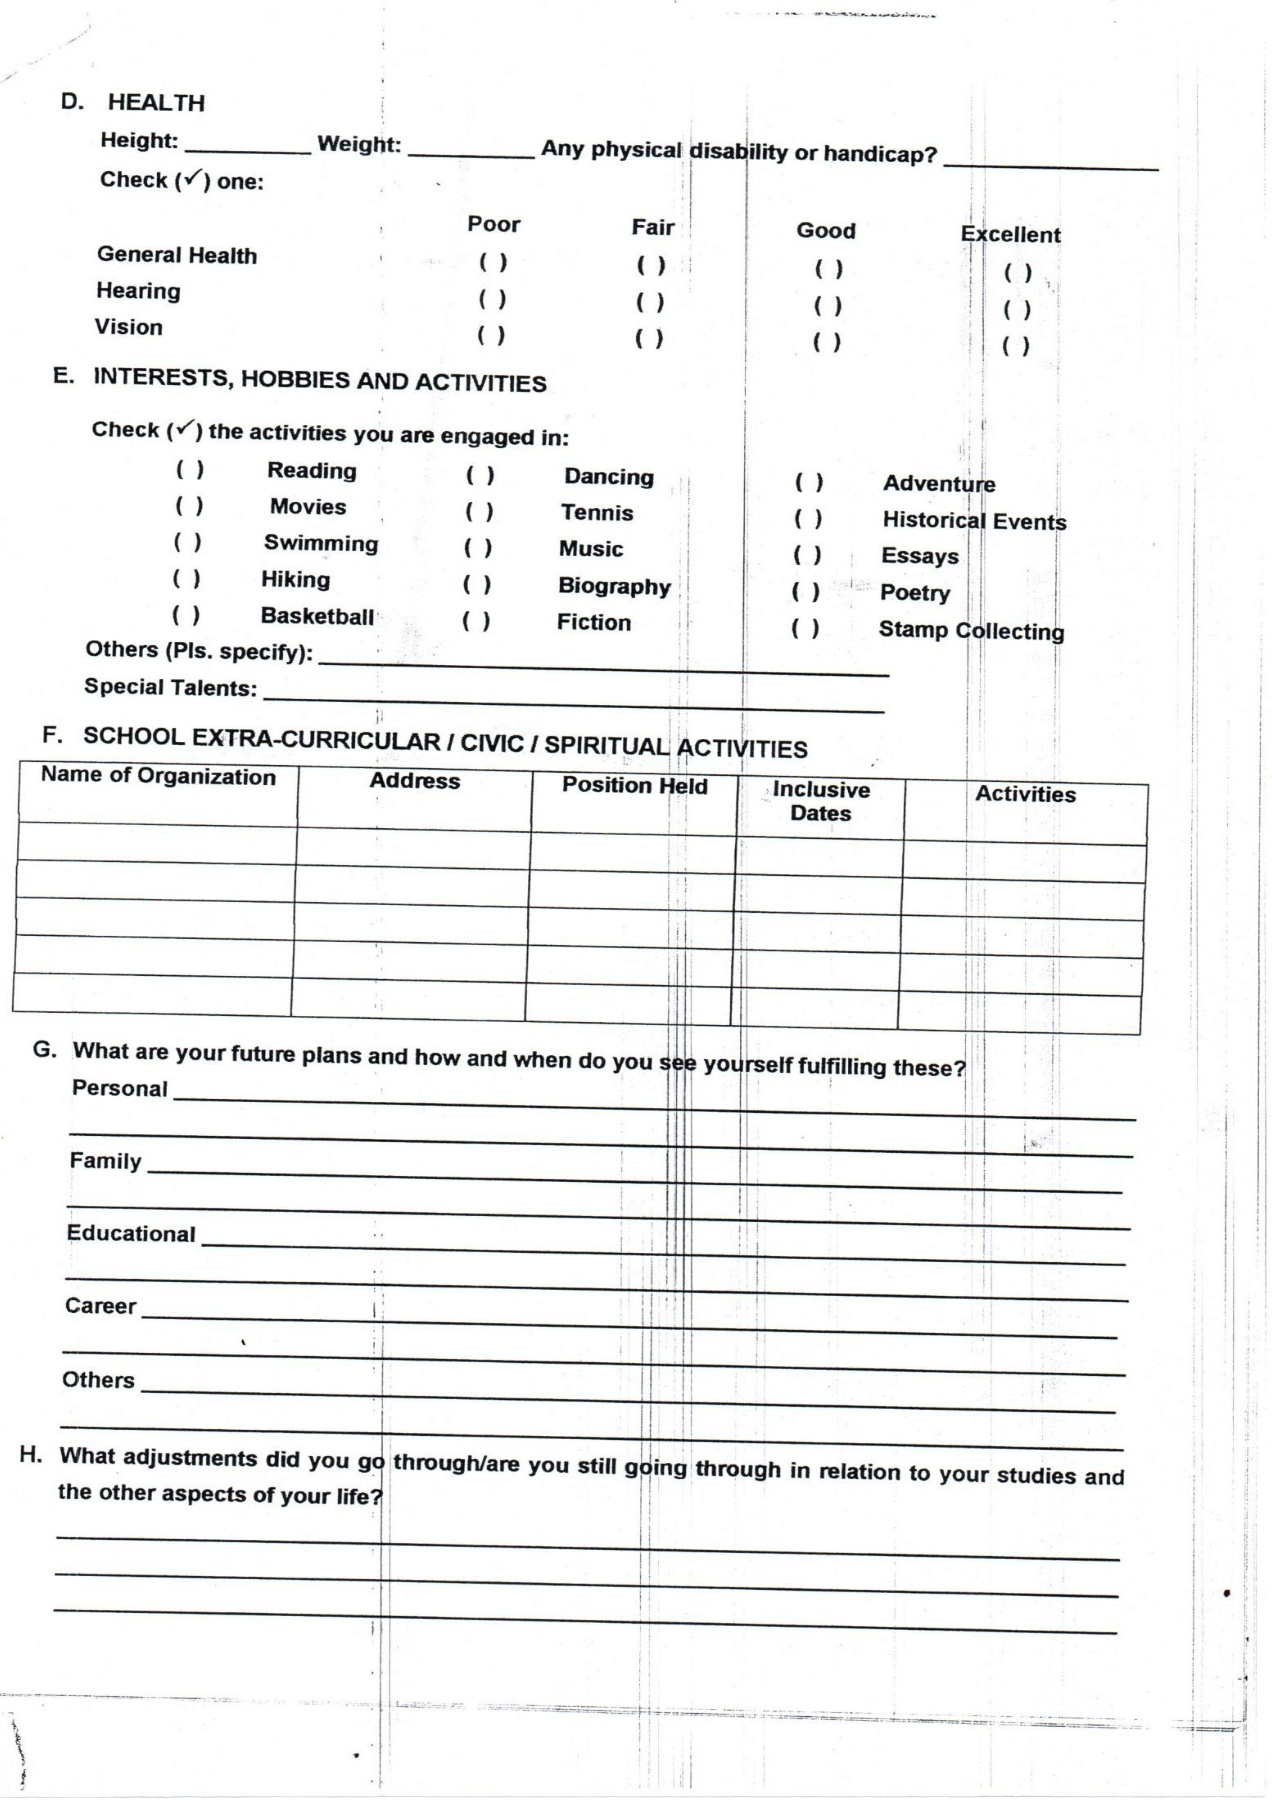 D. HEALTH
Height: __________ Weight: __________ Any physical disability or handicap? _________________
Check (✓) one:
Poor Fair Good Excellent
General Health ( ) ( ) ( ) ( )
Hearing ( ) ( ) ( ) ( )
Vision ( ) ( ) ( ) ( )
E. INTERESTS, HOBBIES AND ACTIVITIES
Check (✓) the activities you are engaged in:
( ) Reading ( ) Dancing ( ) Adventure
( ) Movies ( ) Tennis ( ) Historical Events
( ) Swimming ( ) Music ( ) Essays
( ) Hiking ( ) Biography ( ) Poetry
( ) Basketball ( ) Fiction ( ) Stamp Collecting
Others (Pls. specify): ______________________________
Special Talents: ______________________________
F. SCHOOL EXTRA-CURRICULAR / CIVIC / SPIRITUAL ACTIVITIES
Name of Organization Address Position Held Inclusive Dates Activities
G. What are your future plans and how and when do you see yourself fulfilling these?
Personal ______________________________
Family ______________________________
Educational ______________________________
Career ______________________________
Others ______________________________
H. What adjustments did you go through/are you still going through in relation to your studies and
the other aspects of your life?